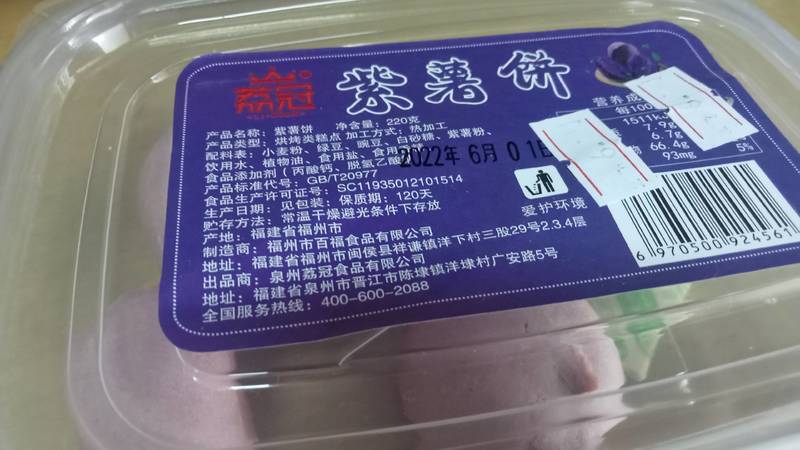 荔冠
紫薯饼
产品名称：紫薯饼 净含量：220克
产品类型：烘烤类糕点 加工方式：热加工
配料表：小麦粉、绿豆、豌豆、白砂糖、紫薯粉、
饮用水、植物油、食用盐、食用
食品添加剂（丙酸钙、脱氢乙酸
2022年 6月 01日
产品标准代号：GB/T20977
食品生产许可证号：SC11935012101514
生产日期：见包装：保质期：120天
贮存方法：常温干燥避光条件下存放
产地：福建省福州市
制造商：福州市百福食品有限公司
地址：福建省福州市闽侯县祥谦镇洋下村三股29号2.3.4层
出品商：泉州荔冠食品有限公司
地址：福建省泉州市晋江市陈埭镇洋埭村广安路5号
全国服务热线：400-600-2088
爱护环境
营养成
每100
1511k
7.9g
6.7g
66.4g
93mg
5%
6 970500 924561